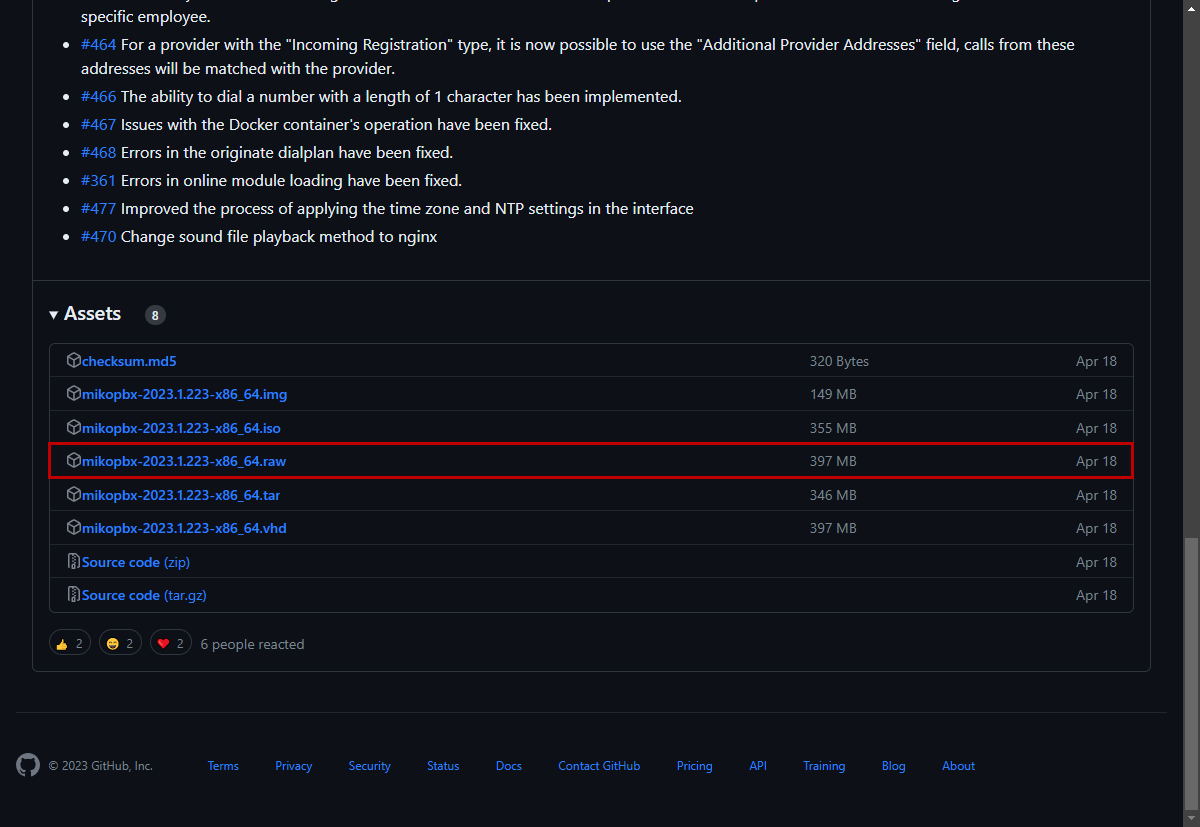 specific employee.
#464 For a provider with the "Incoming Registration" type, it is now possible to use the "Additional Provider Addresses" field, calls from these
addresses will be matched with the provider.
#466 The ability to dial a number with a length of 1 character has been implemented.
#467 Issues with the Docker container's operation have been fixed.
#468 Errors in the originate dialplan have been fixed.
#361 Errors in online module loading have been fixed.
#477 Improved the process of applying the time zone and NTP settings in the interface
#470 Change sound file playback method to nginx
Assets 8
checksum.md5 320 Bytes Apr 18
mikopbx-2023.1.223-x86_64.img 149 MB Apr 18
mikopbx-2023.1.223-x86_64.iso 355 MB Apr 18
mikopbx-2023.1.223-x86_64.raw 397 MB Apr 18
mikopbx-2023.1.223-x86_64.tar 346 MB Apr 18
mikopbx-2023.1.223-x86_64.vhd 397 MB Apr 18
Source code (zip) Apr 18
Source code (tar.gz) Apr 18
2 2 2 6 people reacted
© 2023 GitHub, Inc. Terms Privacy Security Status Docs Contact GitHub Pricing API Training Blog About